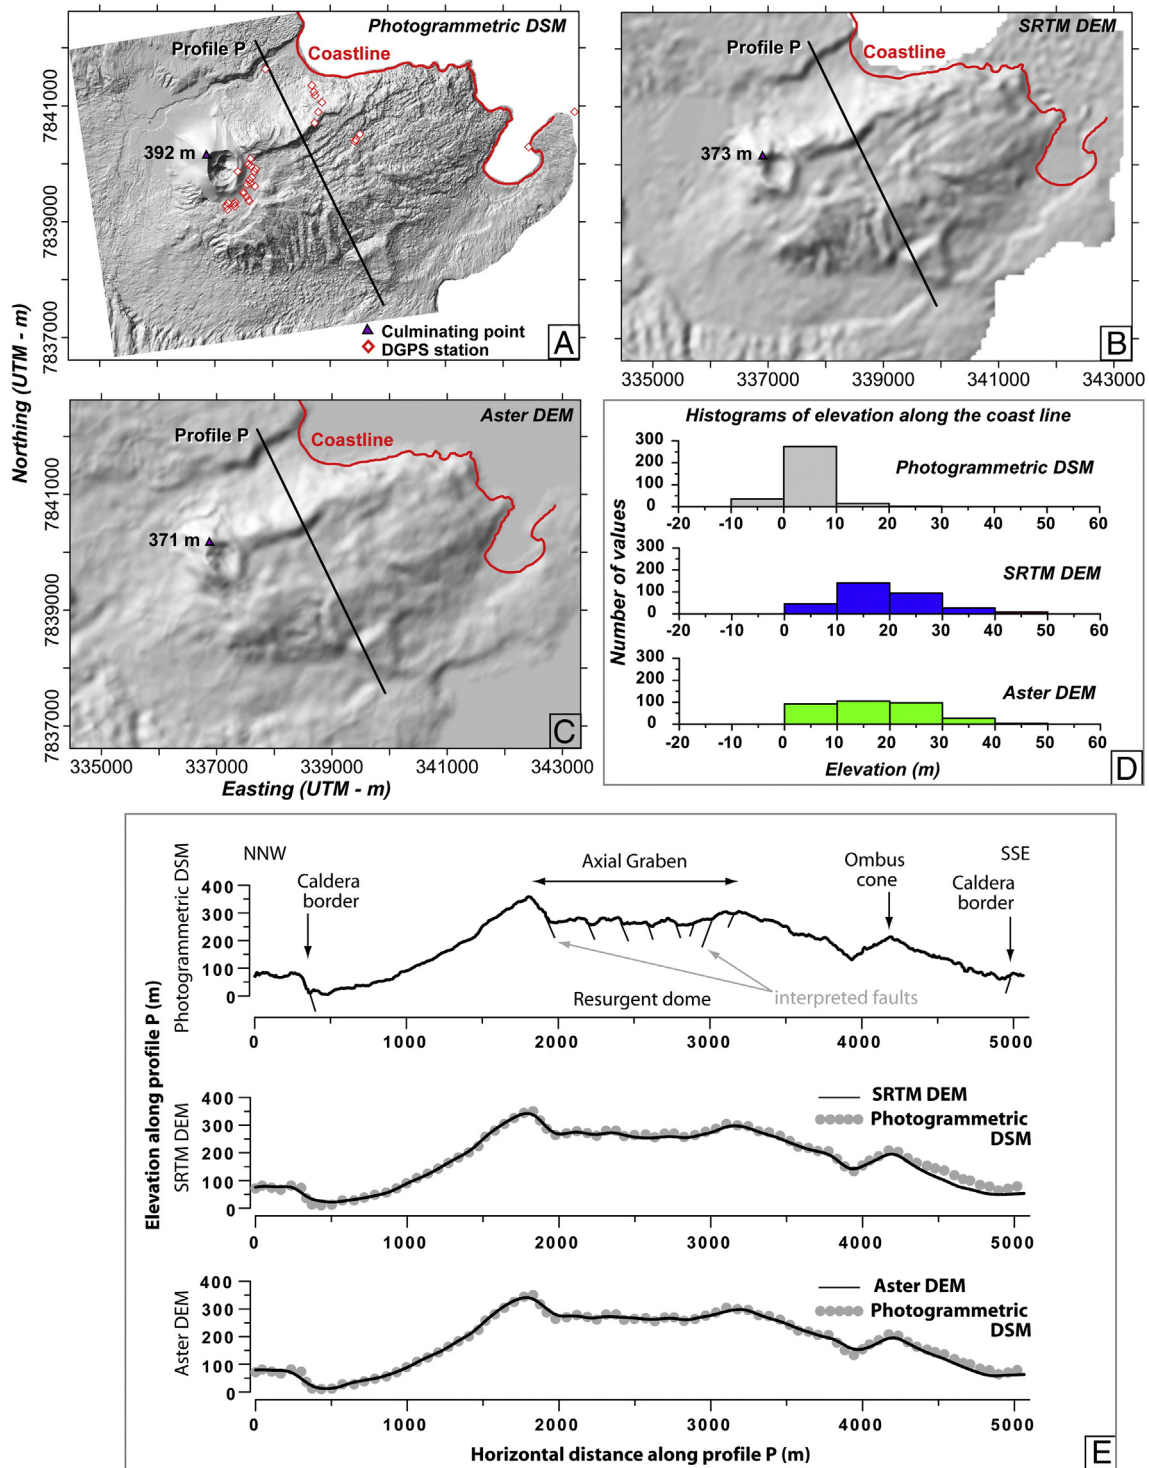 Photogrammetric DSM
Profile P
Coastline
392 m
Culminating point
DGPS station
A
7841000
7839000
7837000
SRTM DEM
Profile P
Coastline
373 m
B
335000 337000 339000 341000 343000
Northing (UTM - m)
Aster DEM
Profile P
Coastline
371 m
C
7841000
7839000
7837000
335000 337000 339000 341000 343000
Easting (UTM - m)
Histograms of elevation along the coast line
Number of values
300
200
100
0
Photogrammetric DSM
-20 -10 0 10 20 30 40 50 60
300
200
100
0
SRTM DEM
-20 -10 0 10 20 30 40 50 60
300
200
100
0
Aster DEM
-20 -10 0 10 20 30 40 50 60
Elevation (m)
D
Elevation along profile P (m)
Photogrammetric DSM
NNW
SSE
Caldera
border
Axial Graben
Ombus
cone
Caldera
border
400
300
200
100
0
Resurgent dome
interpreted faults
0 1000 2000 3000 4000 5000
SRTM DEM
400
300
200
100
0
SRTM DEM
Photogrammetric
DSM
0 1000 2000 3000 4000 5000
Aster DEM
400
300
200
100
0
Aster DEM
Photogrammetric
DSM
0 1000 2000 3000 4000 5000
Horizontal distance along profile P (m)
E